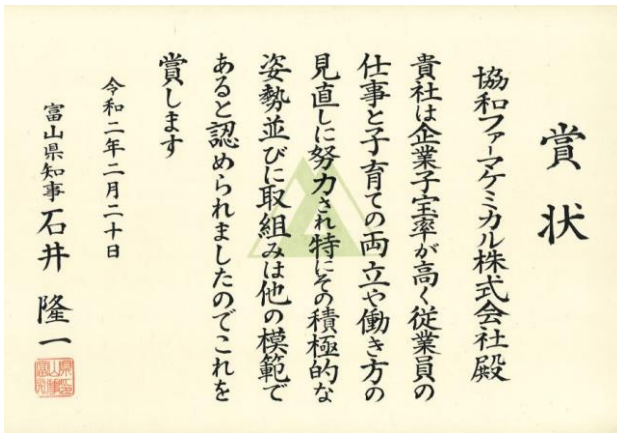 賞状
協和ファーマケミカル株式会社殿
貴社は企業子宝率が高く従業員の
仕事と子育ての両立や働き方の
見直しに努力され特にその積極的な
姿勢並びに取組みは他の模範で
あると認められましたのでこれを
賞します
令和二年二月二十日
富山県知事 石井隆一